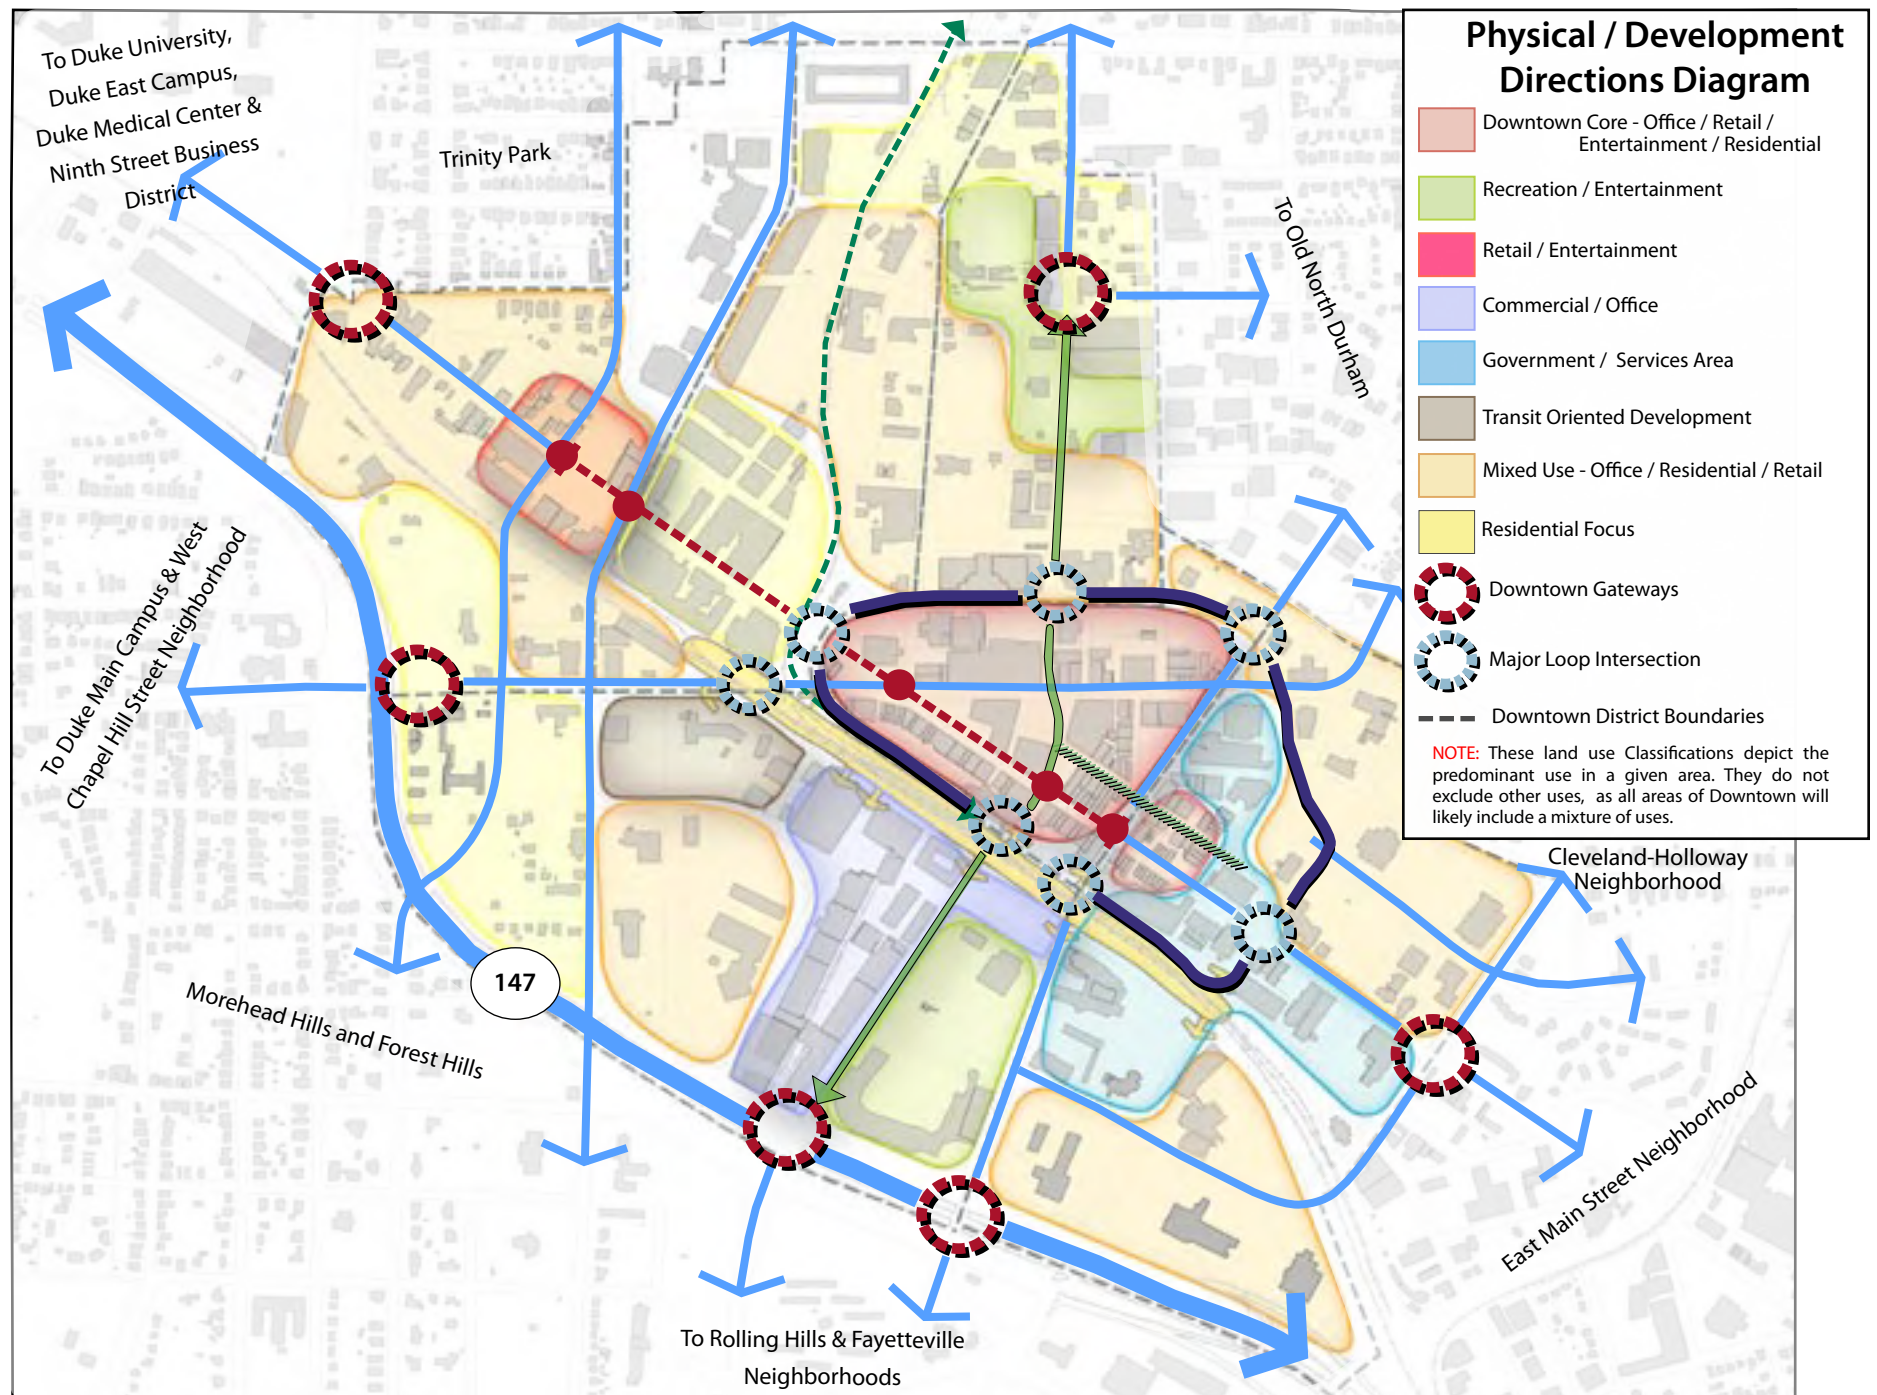 Physical / Development
Directions Diagram
Downtown Core - Office / Retail /
Entertainment / Residential
Recreation / Entertainment
Retail / Entertainment
Commercial / Office
Government / Services Area
Transit Oriented Development
Mixed Use - Office / Residential / Retail
Residential Focus
Downtown Gateways
Major Loop Intersection
Downtown District Boundaries
NOTE: These land use Classifications depict the
predominant use in a given area. They do not
exclude other uses, as all areas of Downtown will
likely include a mixture of uses.
To Duke University,
Duke East Campus,
Duke Medical Center &
Ninth Street Business
District
Trinity Park
To Old North Durham
To Duke Main Campus & West
Chapel Hill Street Neighborhood
Cleveland-Holloway
Neighborhood
147
Morehead Hills and Forest Hills
East Main Street Neighborhood
To Rolling Hills & Fayetteville
Neighborhoods